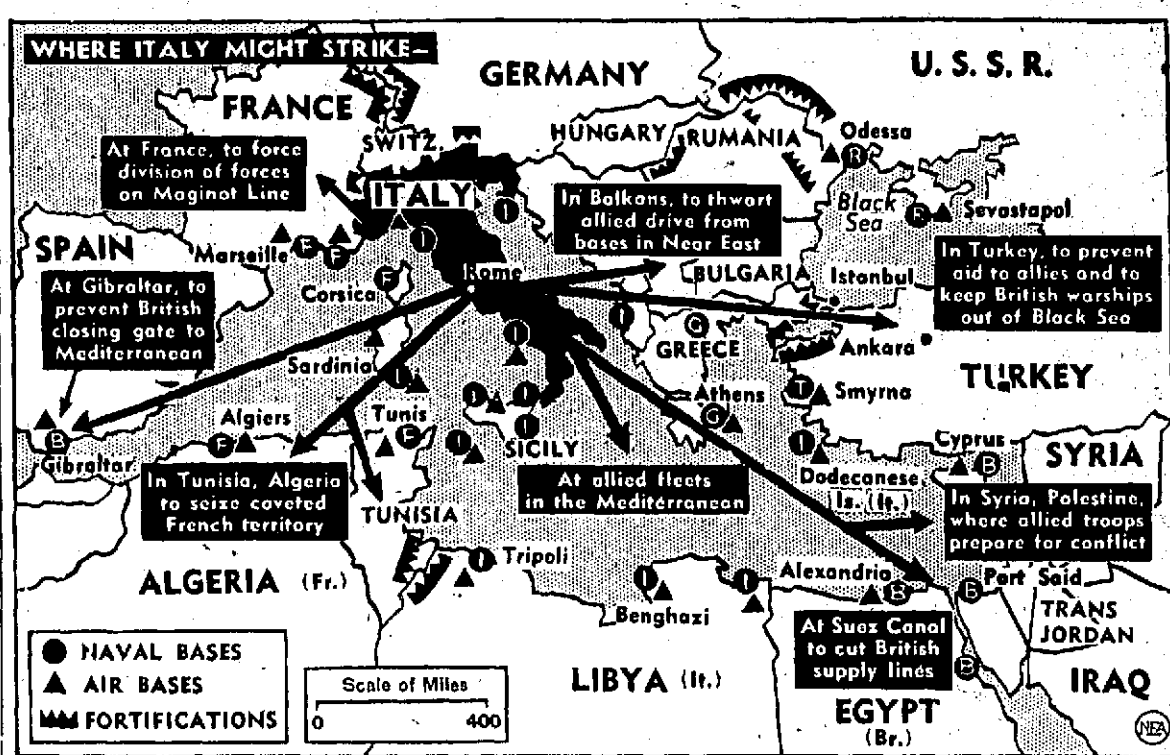 WHERE ITALY MIGHT STRIKE—
GERMANY
U. S. S. R.
FRANCE
SWITZ.
HUNGARY
RUMANIA
Odessa
R
At France, to force
division of forces
on Maginot Line
ITALY
I
In Balkans, to thwart
allied drive from
bases in Near East
Black
Sea
R
Sevastapol
SPAIN
Marseille
F
F
I
Rome
BULGARIA
Istanbul
In Turkey, to prevent
aid to allies and to
keep British warships
out of Black Sea
At Gibraltar, to
prevent British
closing gate to
Mediterranean
Corsica
F
I
I
G
GREECE
Ankara
Sardinia
I
TURKEY
T
Smyrna
Algiers
F
Tunis
F
I
I
I
I
SICILY
Athens
G
I
Cyprus
B
SYRIA
B
Gibraltar
In Tunisia, Algeria
to seize coveted
French territory
At allied fleets
in the Mediterranean
Dodecanese
Is. (It.)
In Syria, Palestine,
where allied troops
prepare for conflict
TUNISIA
ALGERIA (Fr.)
I
Tripoli
I
Benghazi
I
Alexandria
B
B
Port Said
TRANS
JORDAN
At Suez Canal
to cut British
supply lines
B
NAVAL BASES
AIR BASES
FORTIFICATIONS
Scale of Miles
0 400
LIBYA (It.)
EGYPT
(Br.)
IRAQ
NEA